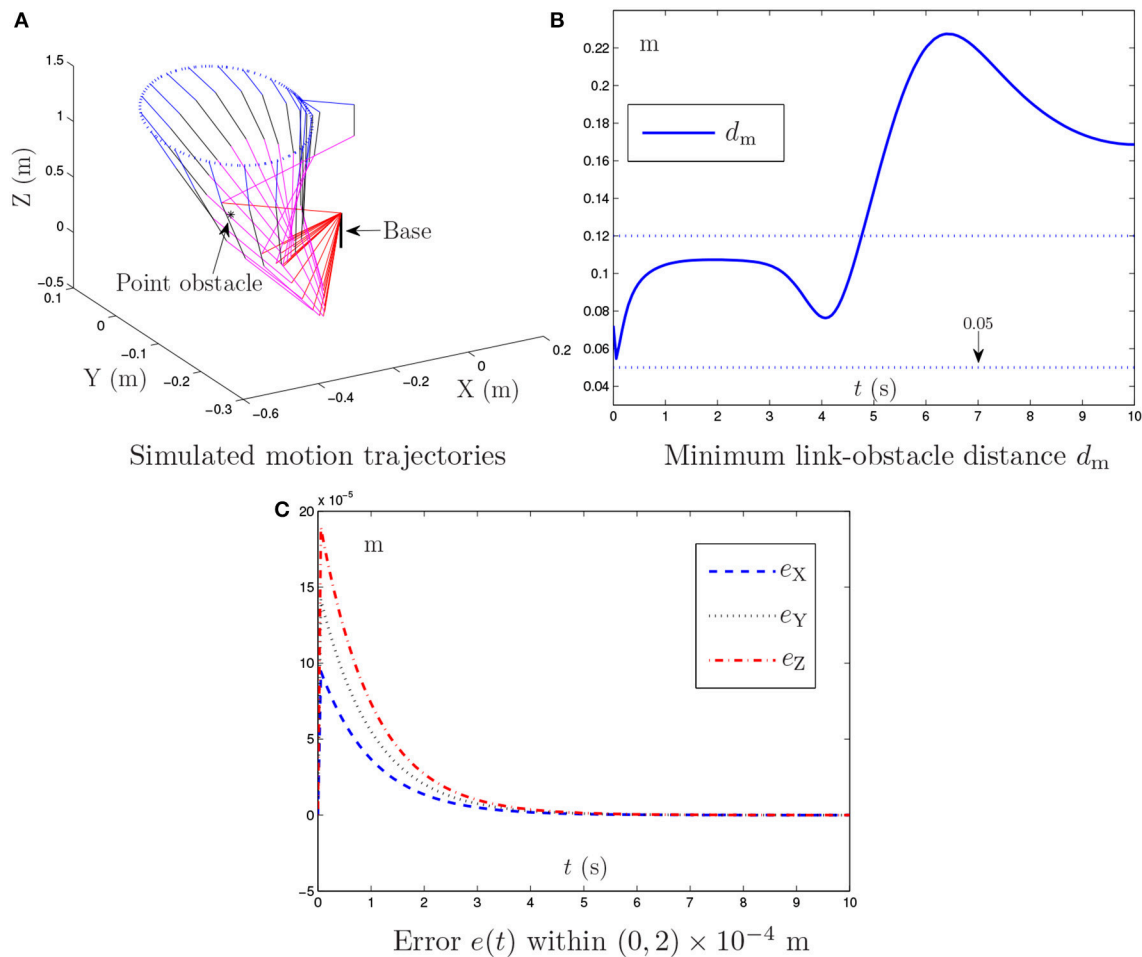 A
1.5
1
0.5
0
−0.5
Z (m)
0.1
0
−0.1
−0.2
−0.3
Y (m)
−0.6
−0.4
−0.2
0
0.2
X (m)
Base
Point obstacle
Simulated motion trajectories
B
m
d_m
0.22
0.2
0.16
0.12
0.1
0.08
0.06
0.04
0.05
t (s)
0 1 2 3 4 5 6 7 8 9 10
Minimum link-obstacle distance d_m
C
x 10^-5
20
15
10
5
0
−5
m
e_X
e_Y
e_Z
t (s)
0 1 2 3 4 5 6 7 8 9 10
Error e(t) within (0, 2) × 10^−4 m